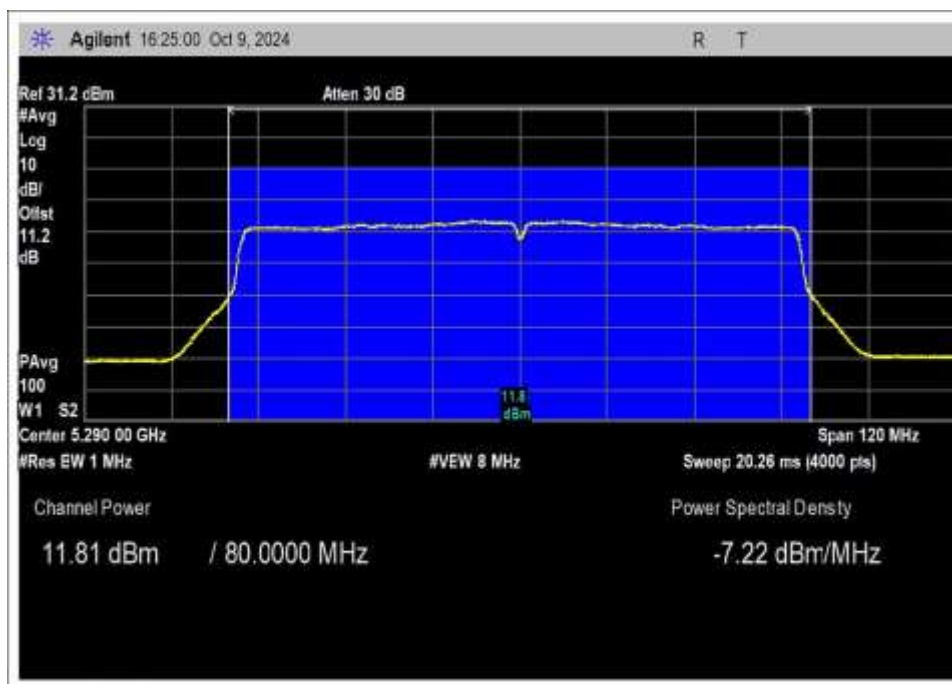 Agilent 16:25:00 Oct 9, 2024
R T
Ref 31.2 dBm Atten 30 dB
#Avg
Log
10
dB/
Offst
11.2
dB
PAvg
100
W1 S2
11.8
dBm
Center 5.290 00 GHz Span 120 MHz
#Res BW 1 MHz #VBW 8 MHz Sweep 20.26 ms (4000 pts)
Channel Power Power Spectral Density
11.81 dBm / 80.0000 MHz -7.22 dBm/MHz